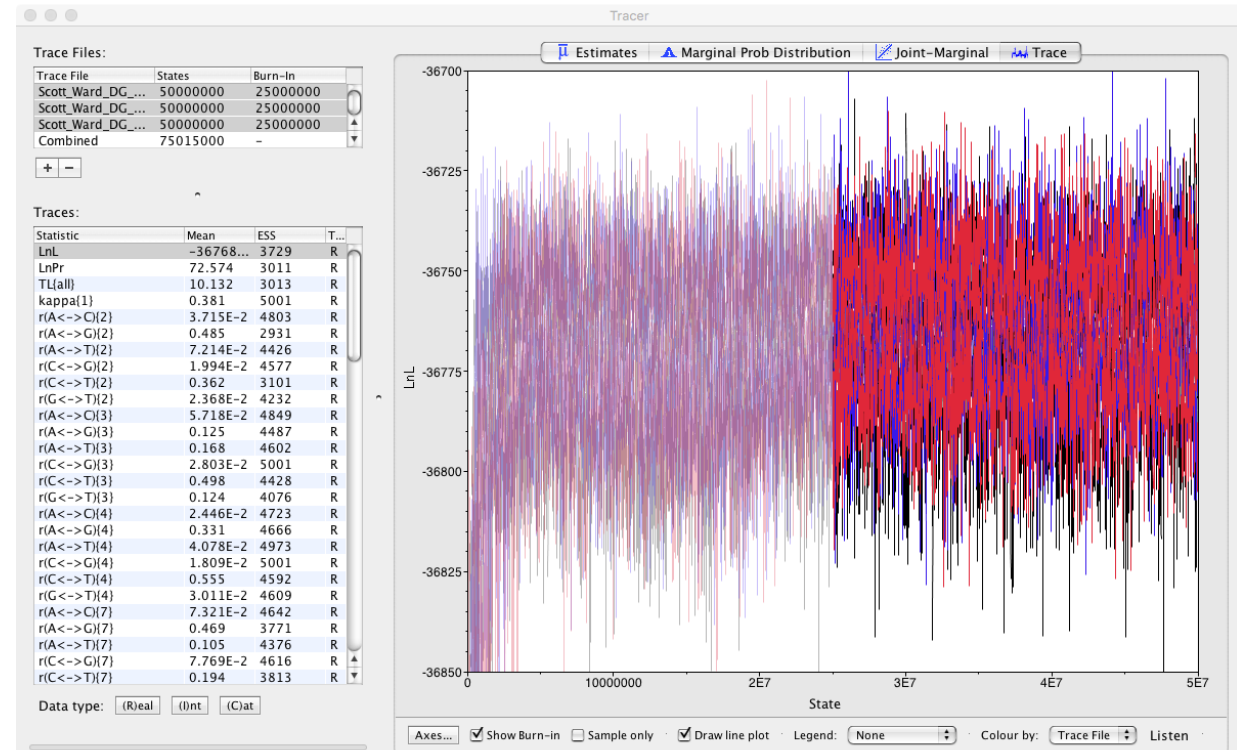 Tracer
Trace Files:
Trace File States Burn-In
Scott_Ward_DG_... 50000000 25000000
Scott_Ward_DG_... 50000000 25000000
Scott_Ward_DG_... 50000000 25000000
Combined 75015000 -
+ -
Traces:
Statistic Mean ESS T...
LnL -36768... 3729 R
LnPr 72.574 3011 R
TL{all} 10.132 3013 R
kappa{1} 0.381 5001 R
r(A<->C){2} 3.715E-2 4803 R
r(A<->G){2} 0.485 2931 R
r(A<->T){2} 7.214E-2 4426 R
r(C<->G){2} 1.994E-2 4577 R
r(C<->T){2} 0.362 3101 R
r(G<->T){2} 2.368E-2 4232 R
r(A<->C){3} 5.718E-2 4849 R
r(A<->G){3} 0.125 4487 R
r(A<->T){3} 0.168 4602 R
r(C<->G){3} 2.803E-2 5001 R
r(C<->T){3} 0.498 4428 R
r(G<->T){3} 0.124 4076 R
r(A<->C){4} 2.446E-2 4723 R
r(A<->G){4} 0.331 4666 R
r(A<->T){4} 4.078E-2 4973 R
r(C<->G){4} 1.809E-2 5001 R
r(C<->T){4} 0.555 4592 R
r(G<->T){4} 3.011E-2 4609 R
r(A<->C){7} 7.321E-2 4642 R
r(A<->G){7} 0.469 3771 R
r(A<->T){7} 0.105 4376 R
r(C<->G){7} 7.769E-2 4616 R
r(C<->T){7} 0.194 3813 R
Data type: (R)eal (I)nt (C)at
μ Estimates Marginal Prob Distribution Joint-Marginal Trace
-36700
-36725
-36750
-36775
-36800
-36825
-36850
LnL
0 10000000 2E7 3E7 4E7 5E7
State
Axes... Show Burn-in Sample only Draw line plot Legend: None Colour by: Trace File Listen